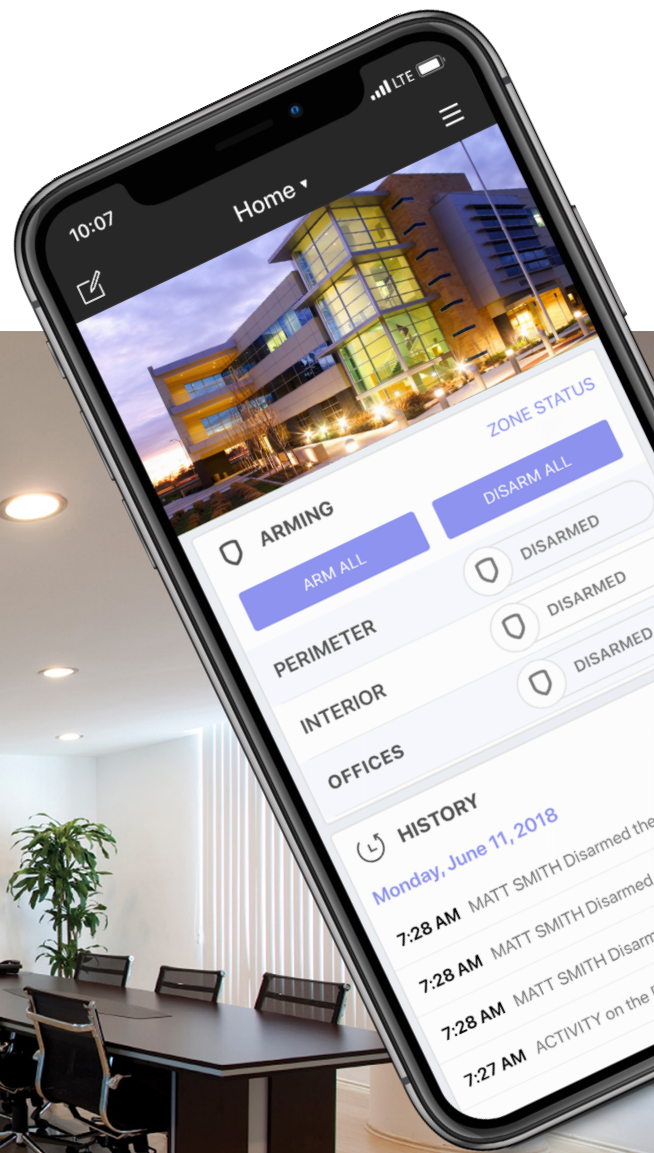 10:07
LTE
Home
ZONE STATUS
ARMING
ARM ALL
DISARM ALL
PERIMETER
DISARMED
INTERIOR
DISARMED
OFFICES
DISARMED
HISTORY
Monday, June 11, 2018
7:28 AM MATT SMITH Disarmed the
7:28 AM MATT SMITH Disarmed
7:28 AM MATT SMITH Disarm
7:27 AM ACTIVITY on the